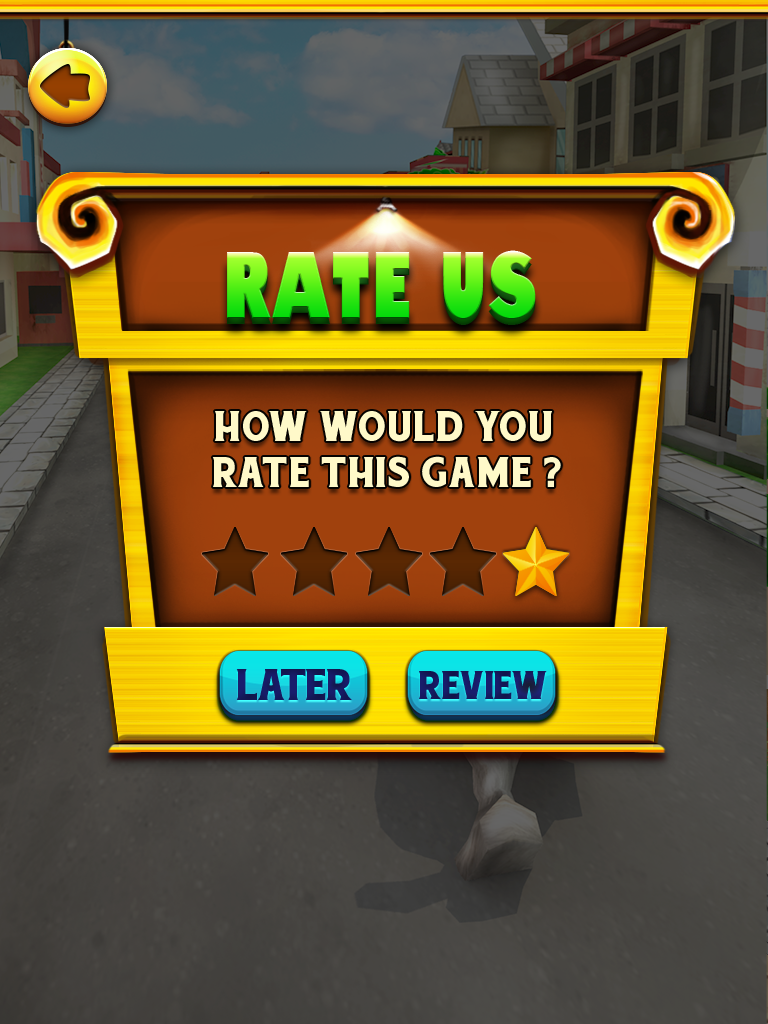 RATE US
HOW WOULD YOU
RATE THIS GAME ?
LATER
REVIEW